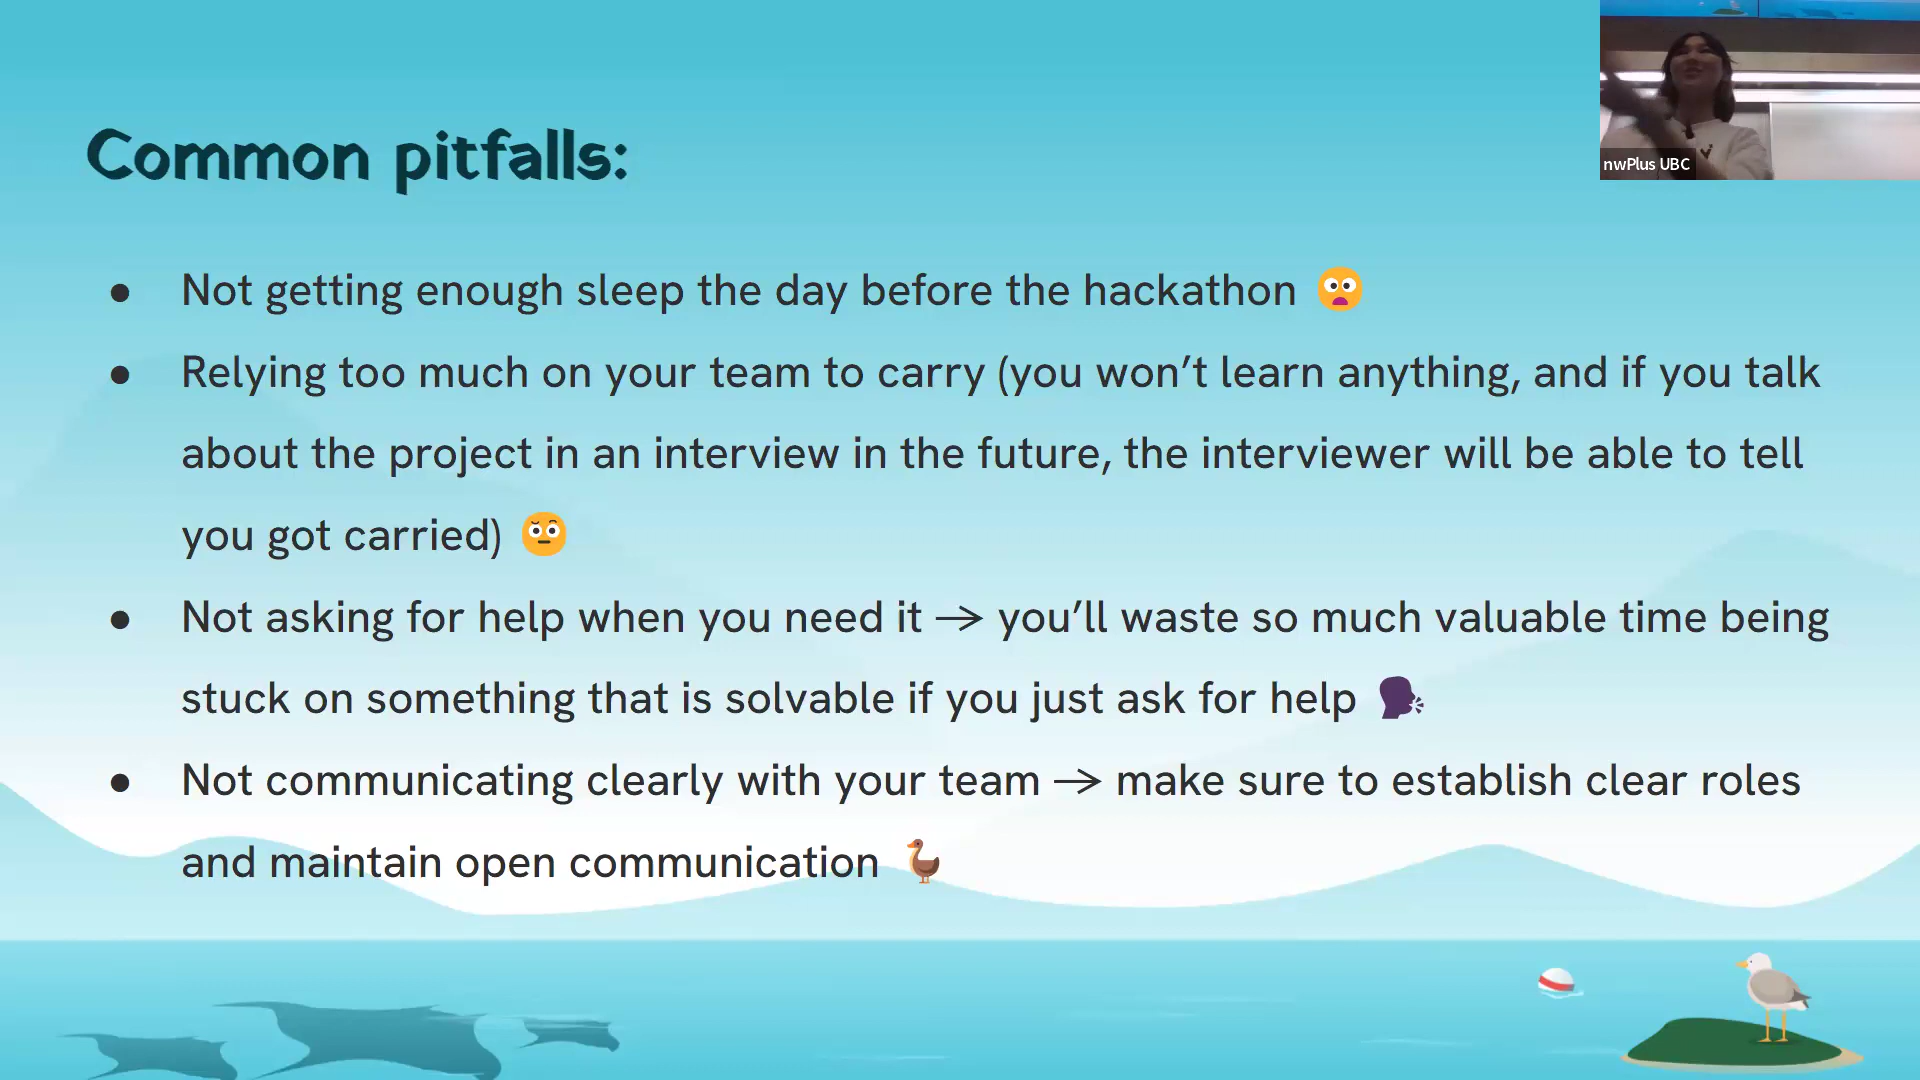 nwPlus UBC
Common pitfalls:
● Not getting enough sleep the day before the hackathon 😧
● Relying too much on your team to carry (you won’t learn anything, and if you talk
about the project in an interview in the future, the interviewer will be able to tell
you got carried) 🤨
● Not asking for help when you need it → you’ll waste so much valuable time being
stuck on something that is solvable if you just ask for help 🗣
● Not communicating clearly with your team → make sure to establish clear roles
and maintain open communication 🦆